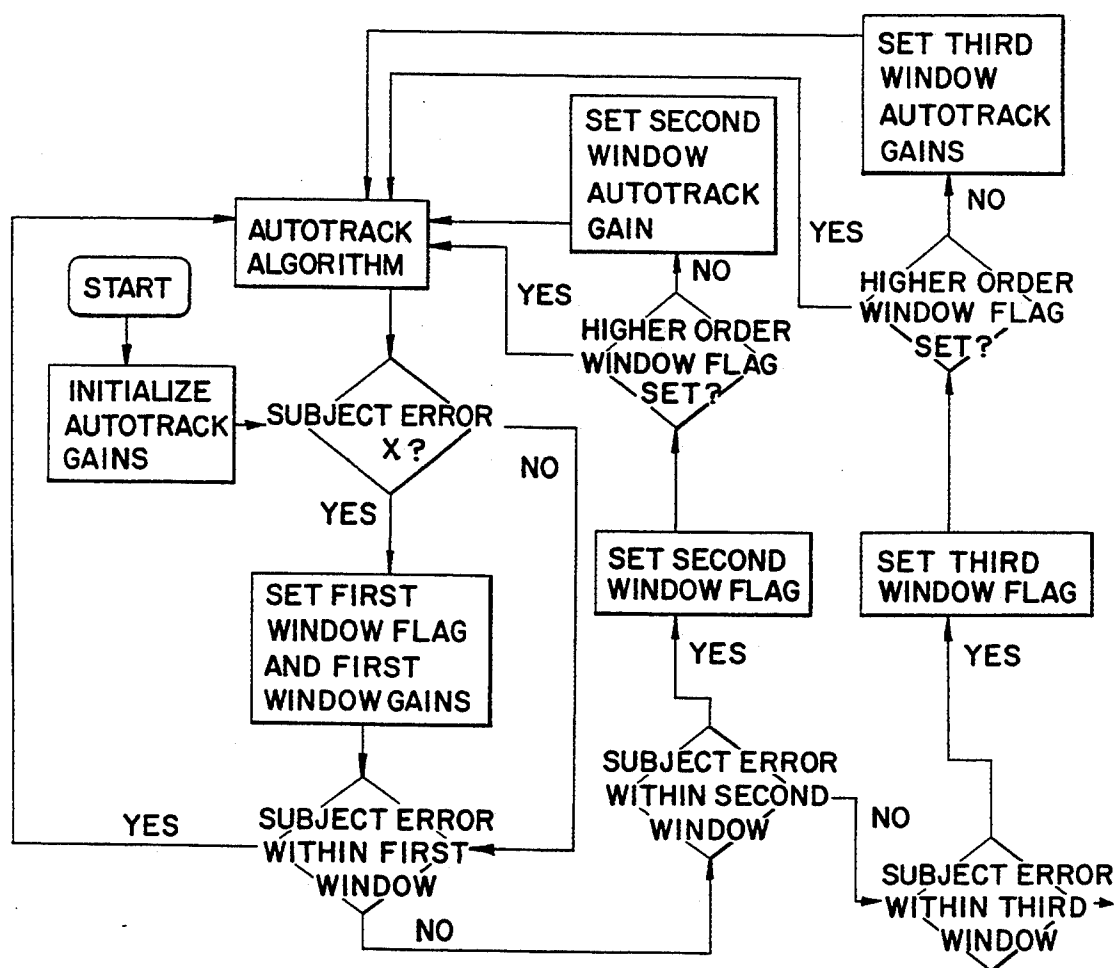 START
INITIALIZE
AUTOTRACK
GAINS
AUTOTRACK
ALGORITHM
SUBJECT ERROR
X?
YES
NO
SET FIRST
WINDOW FLAG
AND FIRST
WINDOW GAINS
SUBJECT ERROR
WITHIN FIRST
WINDOW
YES
NO
SUBJECT ERROR
WITHIN SECOND
WINDOW
YES
NO
SET SECOND
WINDOW FLAG
HIGHER ORDER
WINDOW FLAG
SET?
YES
NO
SET SECOND
WINDOW
AUTOTRACK
GAIN
SUBJECT ERROR
WITHIN THIRD
WINDOW
YES
SET THIRD
WINDOW FLAG
HIGHER ORDER
WINDOW FLAG
SET?
YES
NO
SET THIRD
WINDOW
AUTOTRACK
GAINS